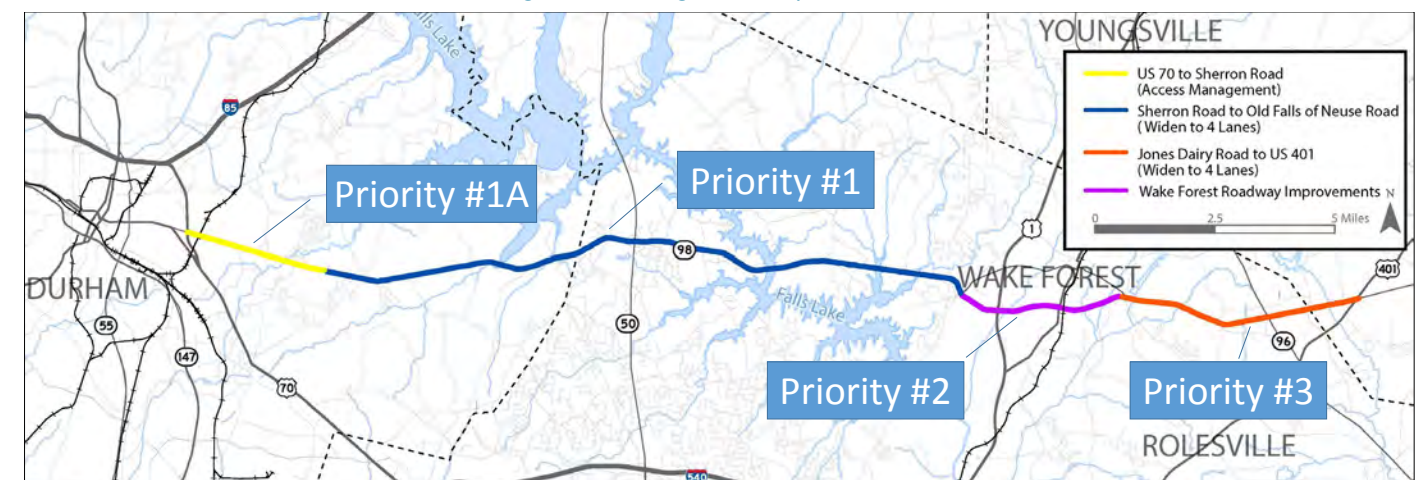 Falls Lake
YOUNGSVILLE
US 70 to Sherron Road
(Access Management)
Sherron Road to Old Falls of Neuse Road
( Widen to 4 Lanes)
Jones Dairy Road to US 401
(Widen to 4 Lanes)
Wake Forest Roadway Improvements
N
0 2.5 5 Miles
85
Priority #1A
Priority #1
1
98
401
DURHAM
WAKE FOREST
Falls Lake
55
50
96
147
70
Priority #2
Priority #3
ROLESVILLE
540